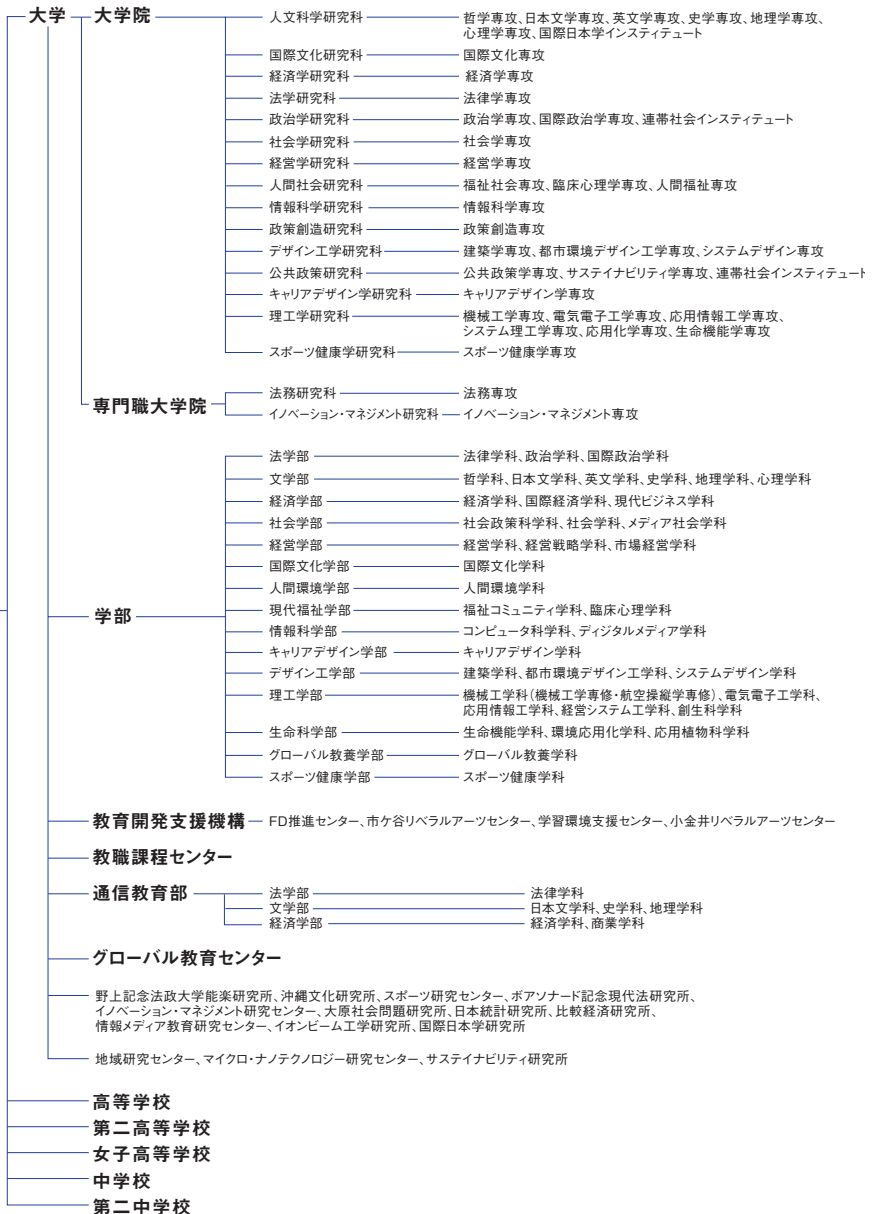 大学 大学院 人文科学研究科 哲学専攻、日本文学専攻、英文学専攻、史学専攻、地理学専攻、
心理学専攻、国際日本学インスティテュート
国際文化研究科 国際文化専攻
経済学研究科 経済学専攻
法学研究科 法律学専攻
政治学研究科 政治学専攻、国際政治学専攻、連帯社会インスティテュート
社会学研究科 社会学専攻
経営学研究科 経営学専攻
人間社会研究科 福祉社会専攻、臨床心理学専攻、人間福祉専攻
情報科学研究科 情報科学専攻
政策創造研究科 政策創造専攻
デザイン工学研究科 建築学専攻、都市環境デザイン工学専攻、システムデザイン専攻
公共政策研究科 公共政策学専攻、サステイナビリティ学専攻、連帯社会インスティテュート
キャリアデザイン学研究科 キャリアデザイン学専攻
理工学研究科 機械工学専攻、電気電子工学専攻、応用情報工学専攻、
システム理工学専攻、応用化学専攻、生命機能学専攻
スポーツ健康学研究科 スポーツ健康学専攻
専門職大学院 法務研究科 法務専攻
イノベーション・マネジメント研究科 イノベーション・マネジメント専攻
法学部 法律学科、政治学科、国際政治学科
文学部 哲学科、日本文学科、英文学科、史学科、地理学科、心理学科
経済学部 経済学科、国際経済学科、現代ビジネス学科
社会学部 社会政策科学科、社会学科、メディア社会学科
経営学部 経営学科、経営戦略学科、市場経営学科
国際文化学部 国際文化学科
人間環境学部 人間環境学科
学部 現代福祉学部 福祉コミュニティ学科、臨床心理学科
情報科学部 コンピュータ科学科、ディジタルメディア学科
キャリアデザイン学部 キャリアデザイン学科
デザイン工学部 建築学科、都市環境デザイン工学科、システムデザイン学科
理工学部 機械工学科（機械工学専修・航空操縦学専修）、電気電子工学科、
応用情報工学科、経営システム工学科、創生科学科
生命科学部 生命機能学科、環境応用化学科、応用植物科学科
グローバル教養学部 グローバル教養学科
スポーツ健康学部 スポーツ健康学科
教育開発支援機構 FD推進センター、市ケ谷リベラルアーツセンター、学習環境支援センター、小金井リベラルアーツセンター
教職課程センター
通信教育部 法学部 法律学科
文学部 日本文学科、史学科、地理学科
経済学部 経済学科、商業学科
グローバル教育センター
野上記念法政大学能楽研究所、沖縄文化研究所、スポーツ研究センター、ボアソナード記念現代法研究所、
イノベーション・マネジメント研究センター、大原社会問題研究所、日本統計研究所、比較経済研究所、
情報メディア教育研究センター、イオンビーム工学研究所、国際日本学研究所
地域研究センター、マイクロ・ナノテクノロジー研究センター、サステイナビリティ研究所
高等学校
第二高等学校
女子高等学校
中学校
第二中学校